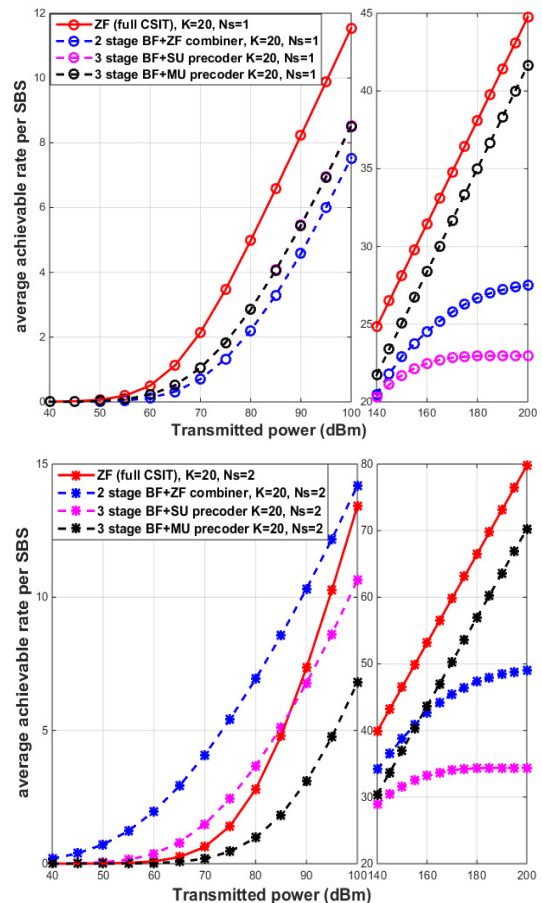 12
10
8
6
4
2
0
average achievable rate per SBS
ZF (full CSIT), K=20, Ns=1
2 stage BF+ZF combiner, K=20, Ns=1
3 stage BF+SU precoder K=20, Ns=1
3 stage BF+MU precoder K=20, Ns=1
40 50 60 70 80 90 100
45
40
35
30
25
20
140 160 180 200
Transmitted power (dBm)
15
10
5
0
average achievable rate per SBS
ZF (full CSIT), K=20, Ns=2
2 stage BF+ZF combiner, K=20, Ns=2
3 stage BF+SU precoder K=20, Ns=2
3 stage BF+MU precoder K=20, Ns=2
40 50 60 70 80 90 100
80
70
60
50
40
30
20
140 160 180 200
Transmitted power (dBm)